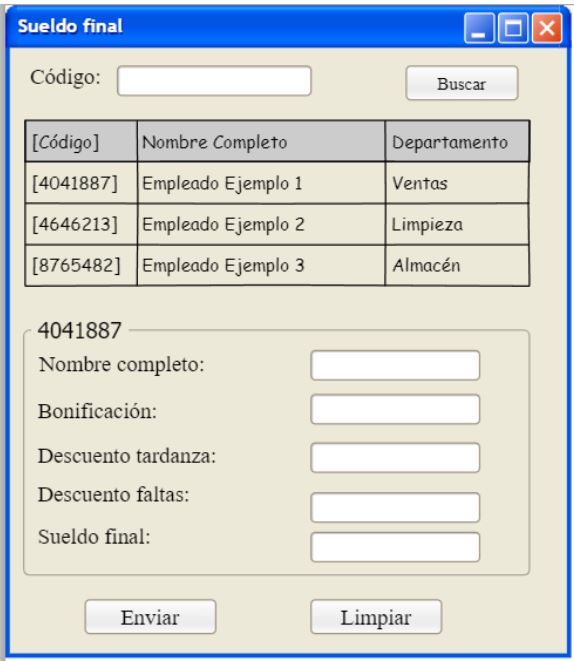 Sueldo final
Código: Buscar
[Código] Nombre Completo Departamento
[4041887] Empleado Ejemplo 1 Ventas
[4646213] Empleado Ejemplo 2 Limpieza
[8765482] Empleado Ejemplo 3 Almacén
4041887
Nombre completo:
Bonificación:
Descuento tardanza:
Descuento faltas:
Sueldo final:
Enviar Limpiar